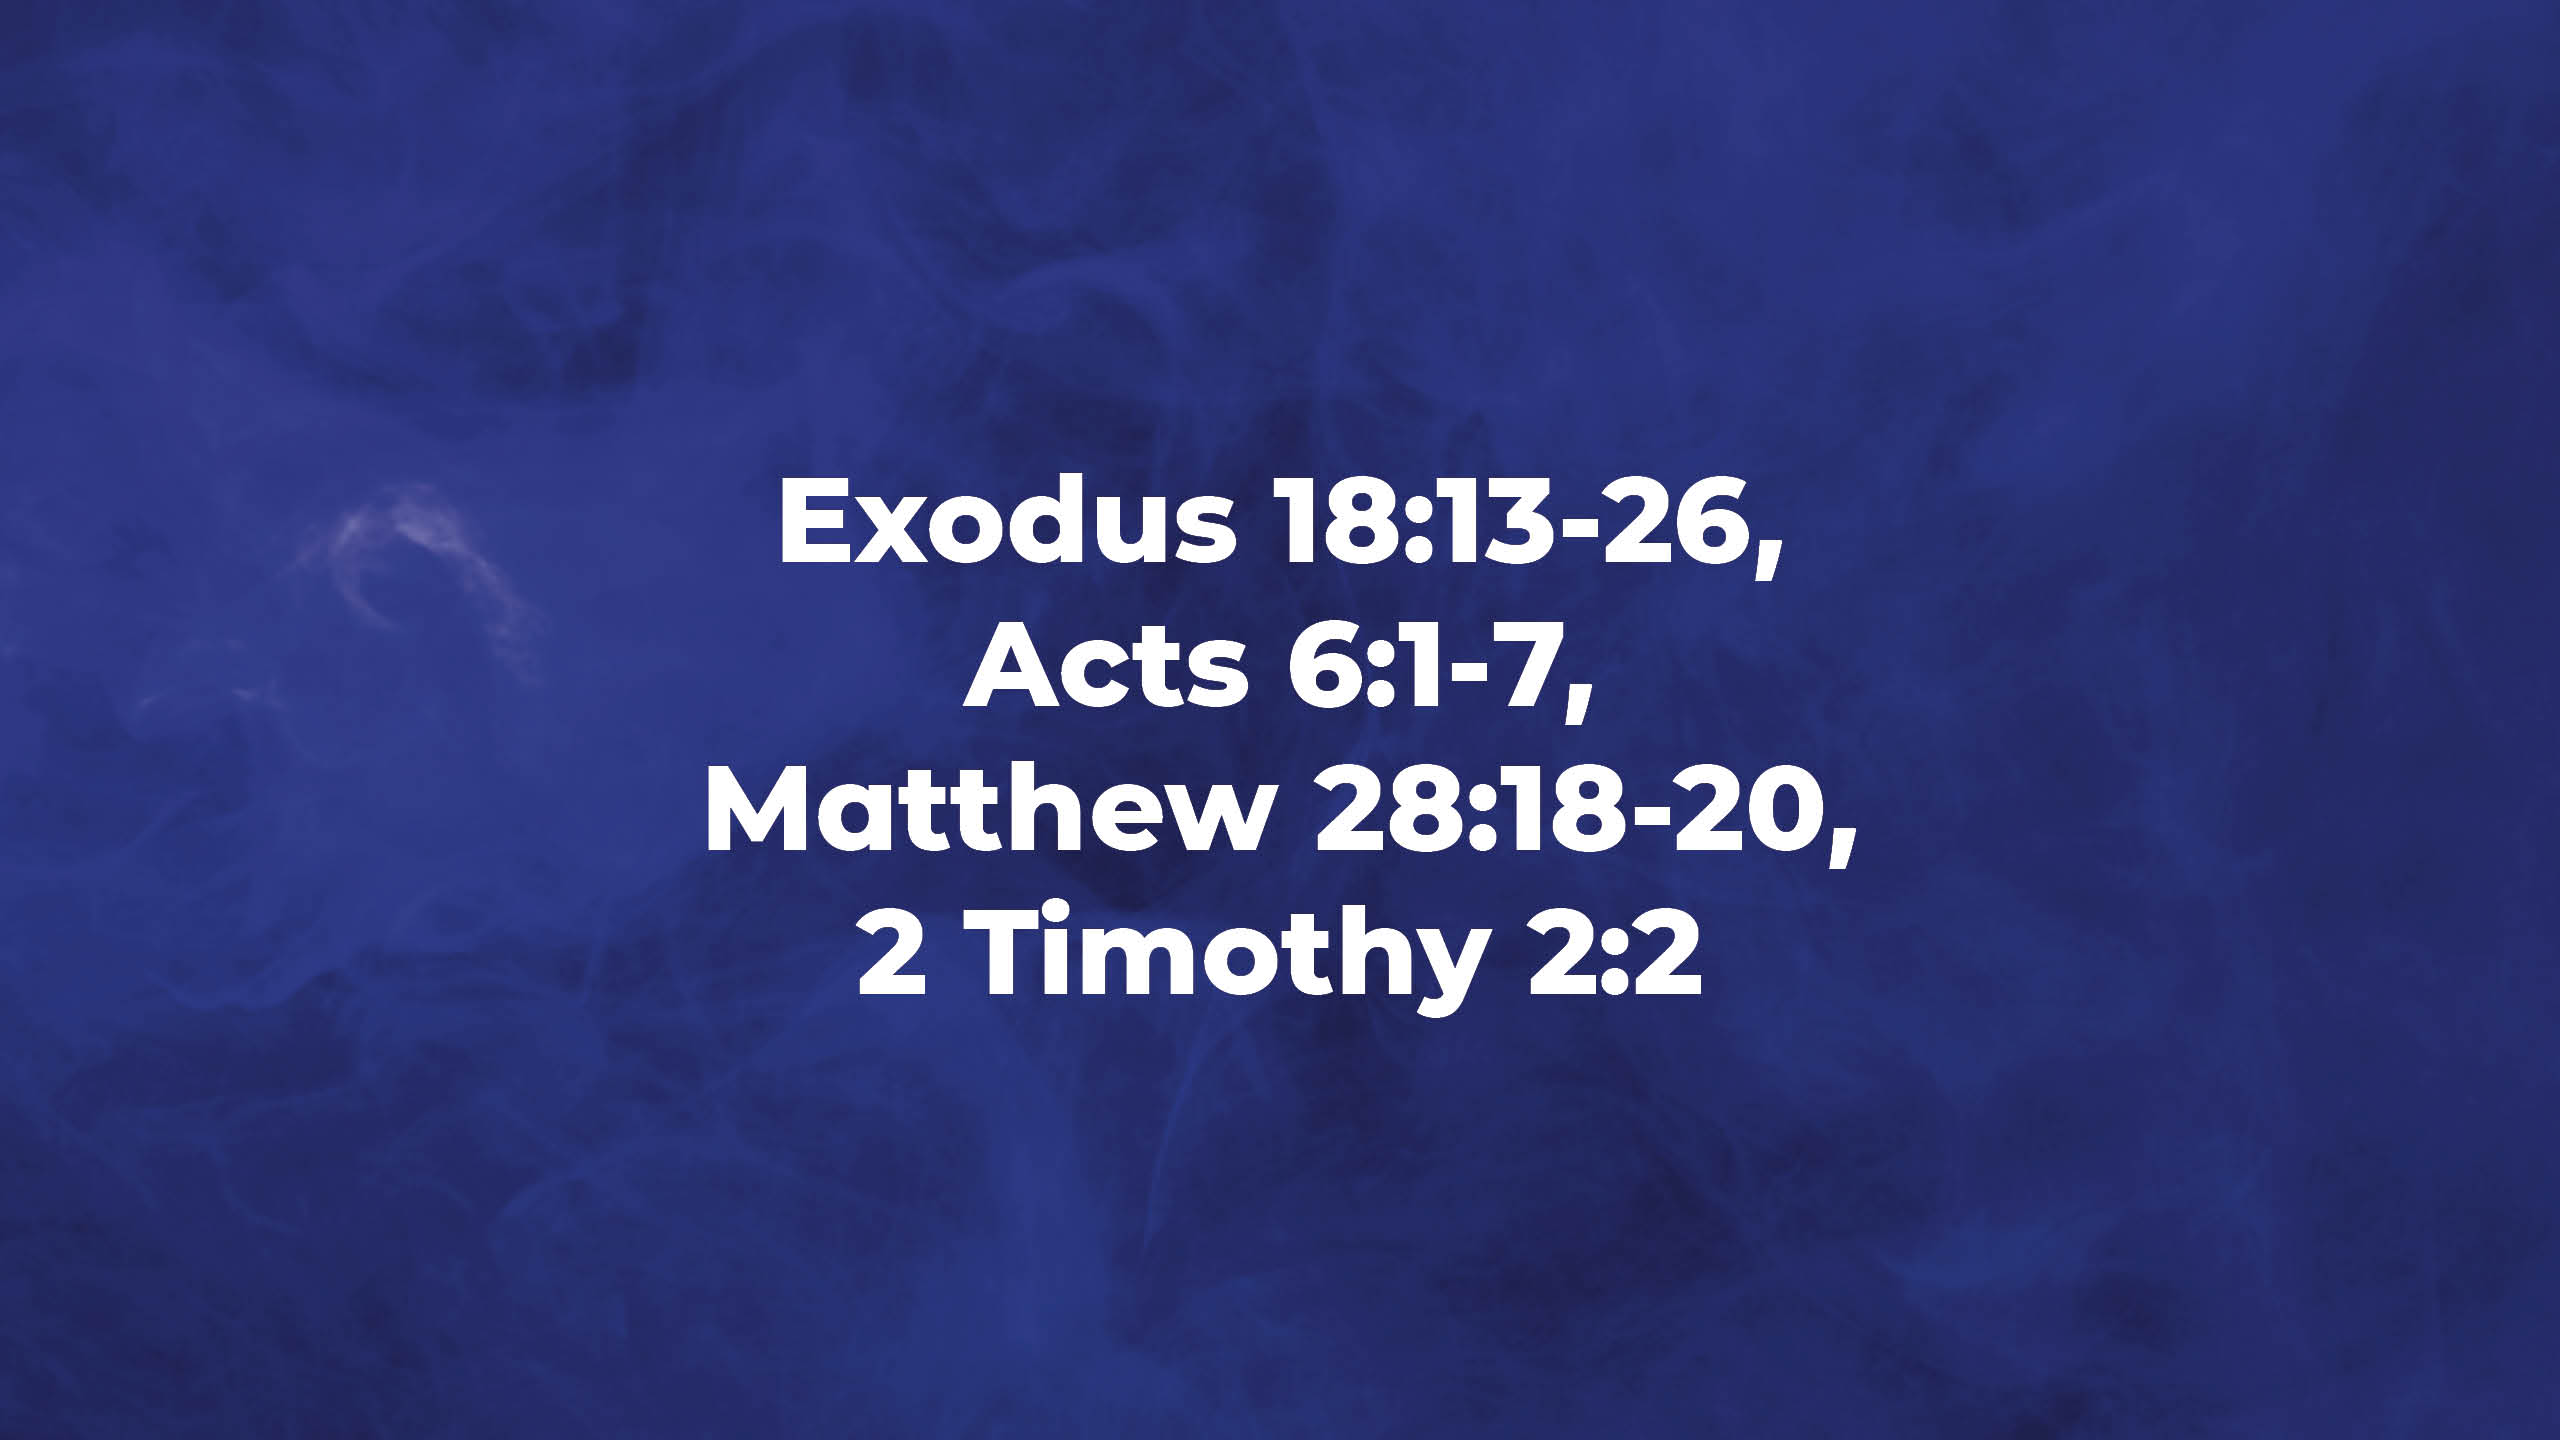 Exodus 18:13-26,
Acts 6:1-7,
Matthew 28:18-20,
2 Timothy 2:2